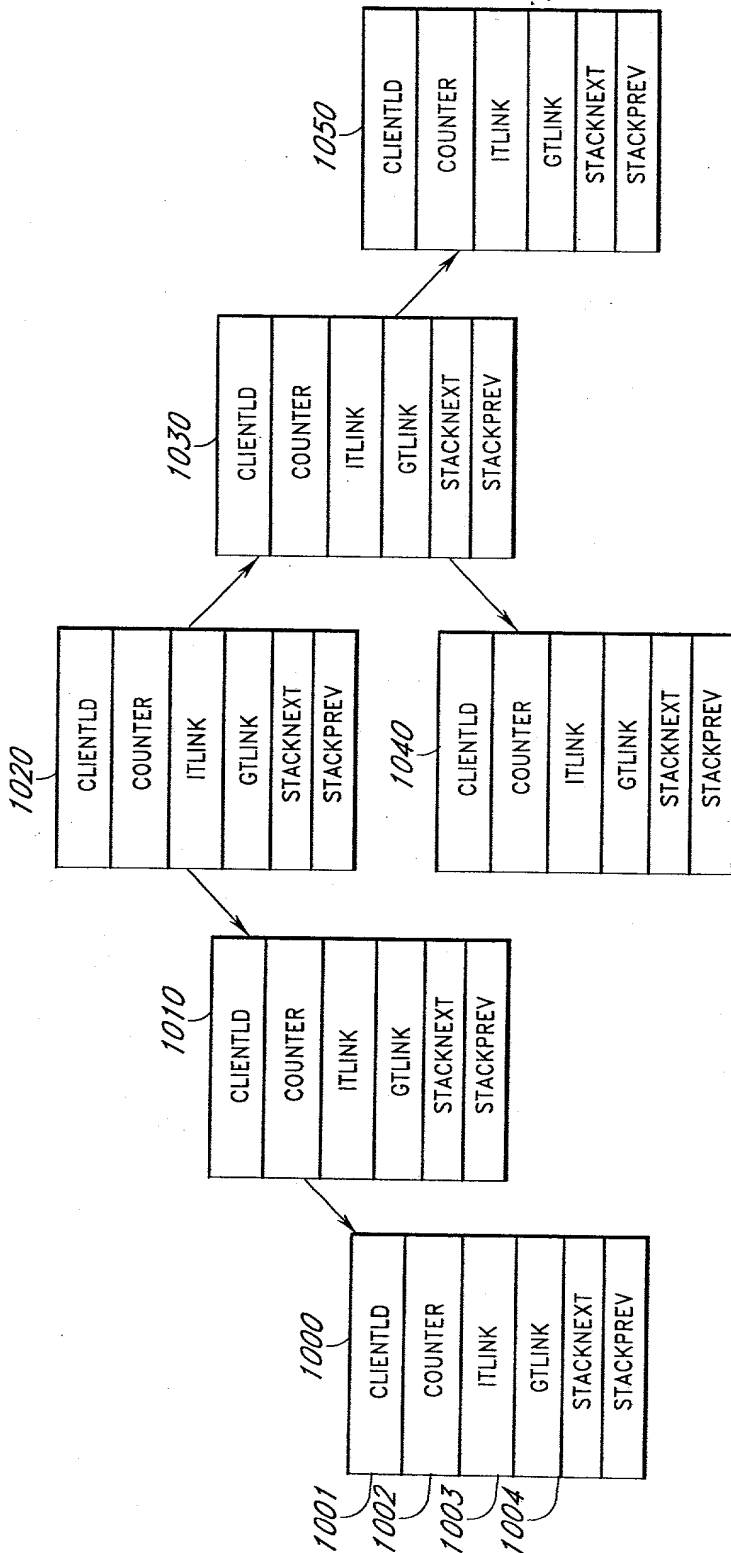 1050
CLIENTLD
COUNTER
ITLINK
GTLINK
STACKNEXT
STACKPREV
1030
CLIENTLD
COUNTER
ITLINK
GTLINK
STACKNEXT
STACKPREV
1020
CLIENTLD
COUNTER
ITLINK
GTLINK
STACKNEXT
STACKPREV
1040
CLIENTLD
COUNTER
ITLINK
GTLINK
STACKNEXT
STACKPREV
1010
CLIENTLD
COUNTER
ITLINK
GTLINK
STACKNEXT
STACKPREV
1000
CLIENTLD
COUNTER
ITLINK
GTLINK
STACKNEXT
STACKPREV
1001
1002
1003
1004